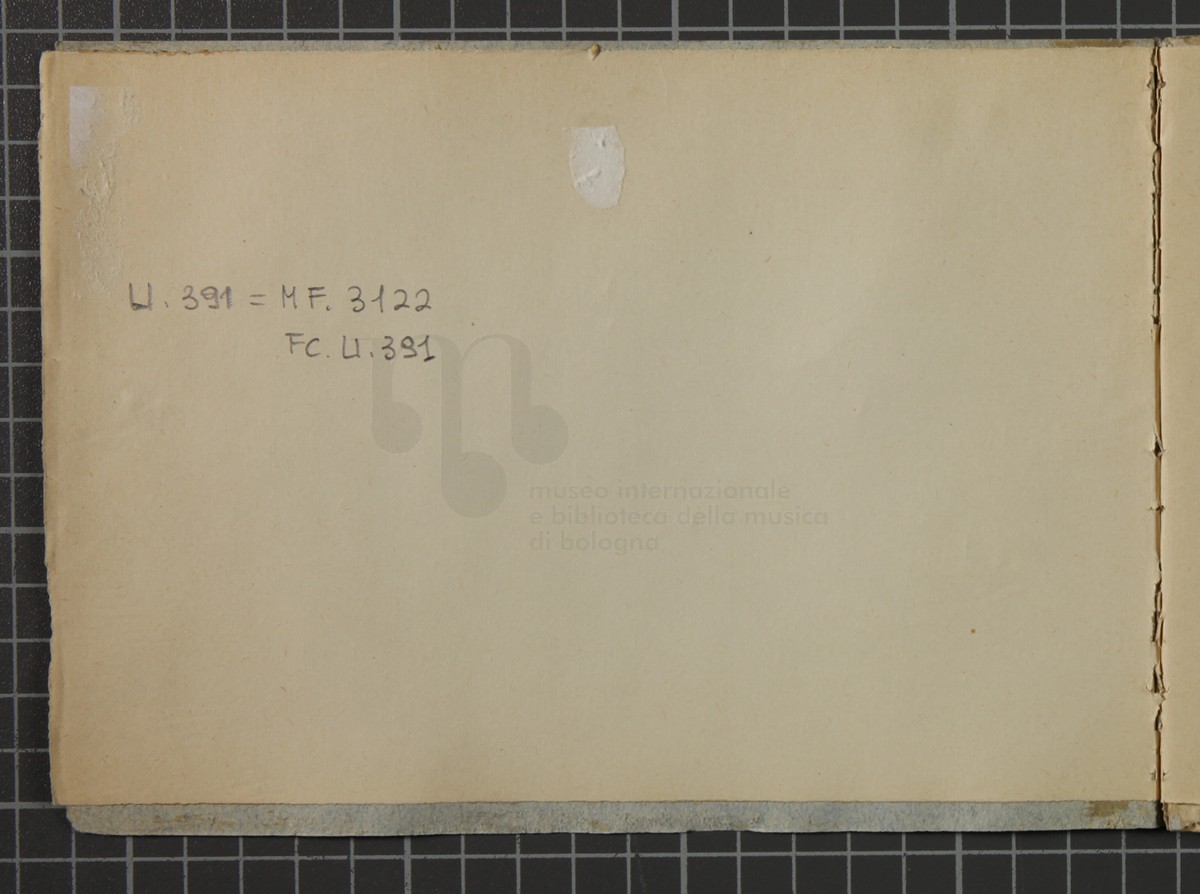 U. 391 = MF. 3122
FC. U. 391
museo internazionale
e biblioteca della musica
di bologna